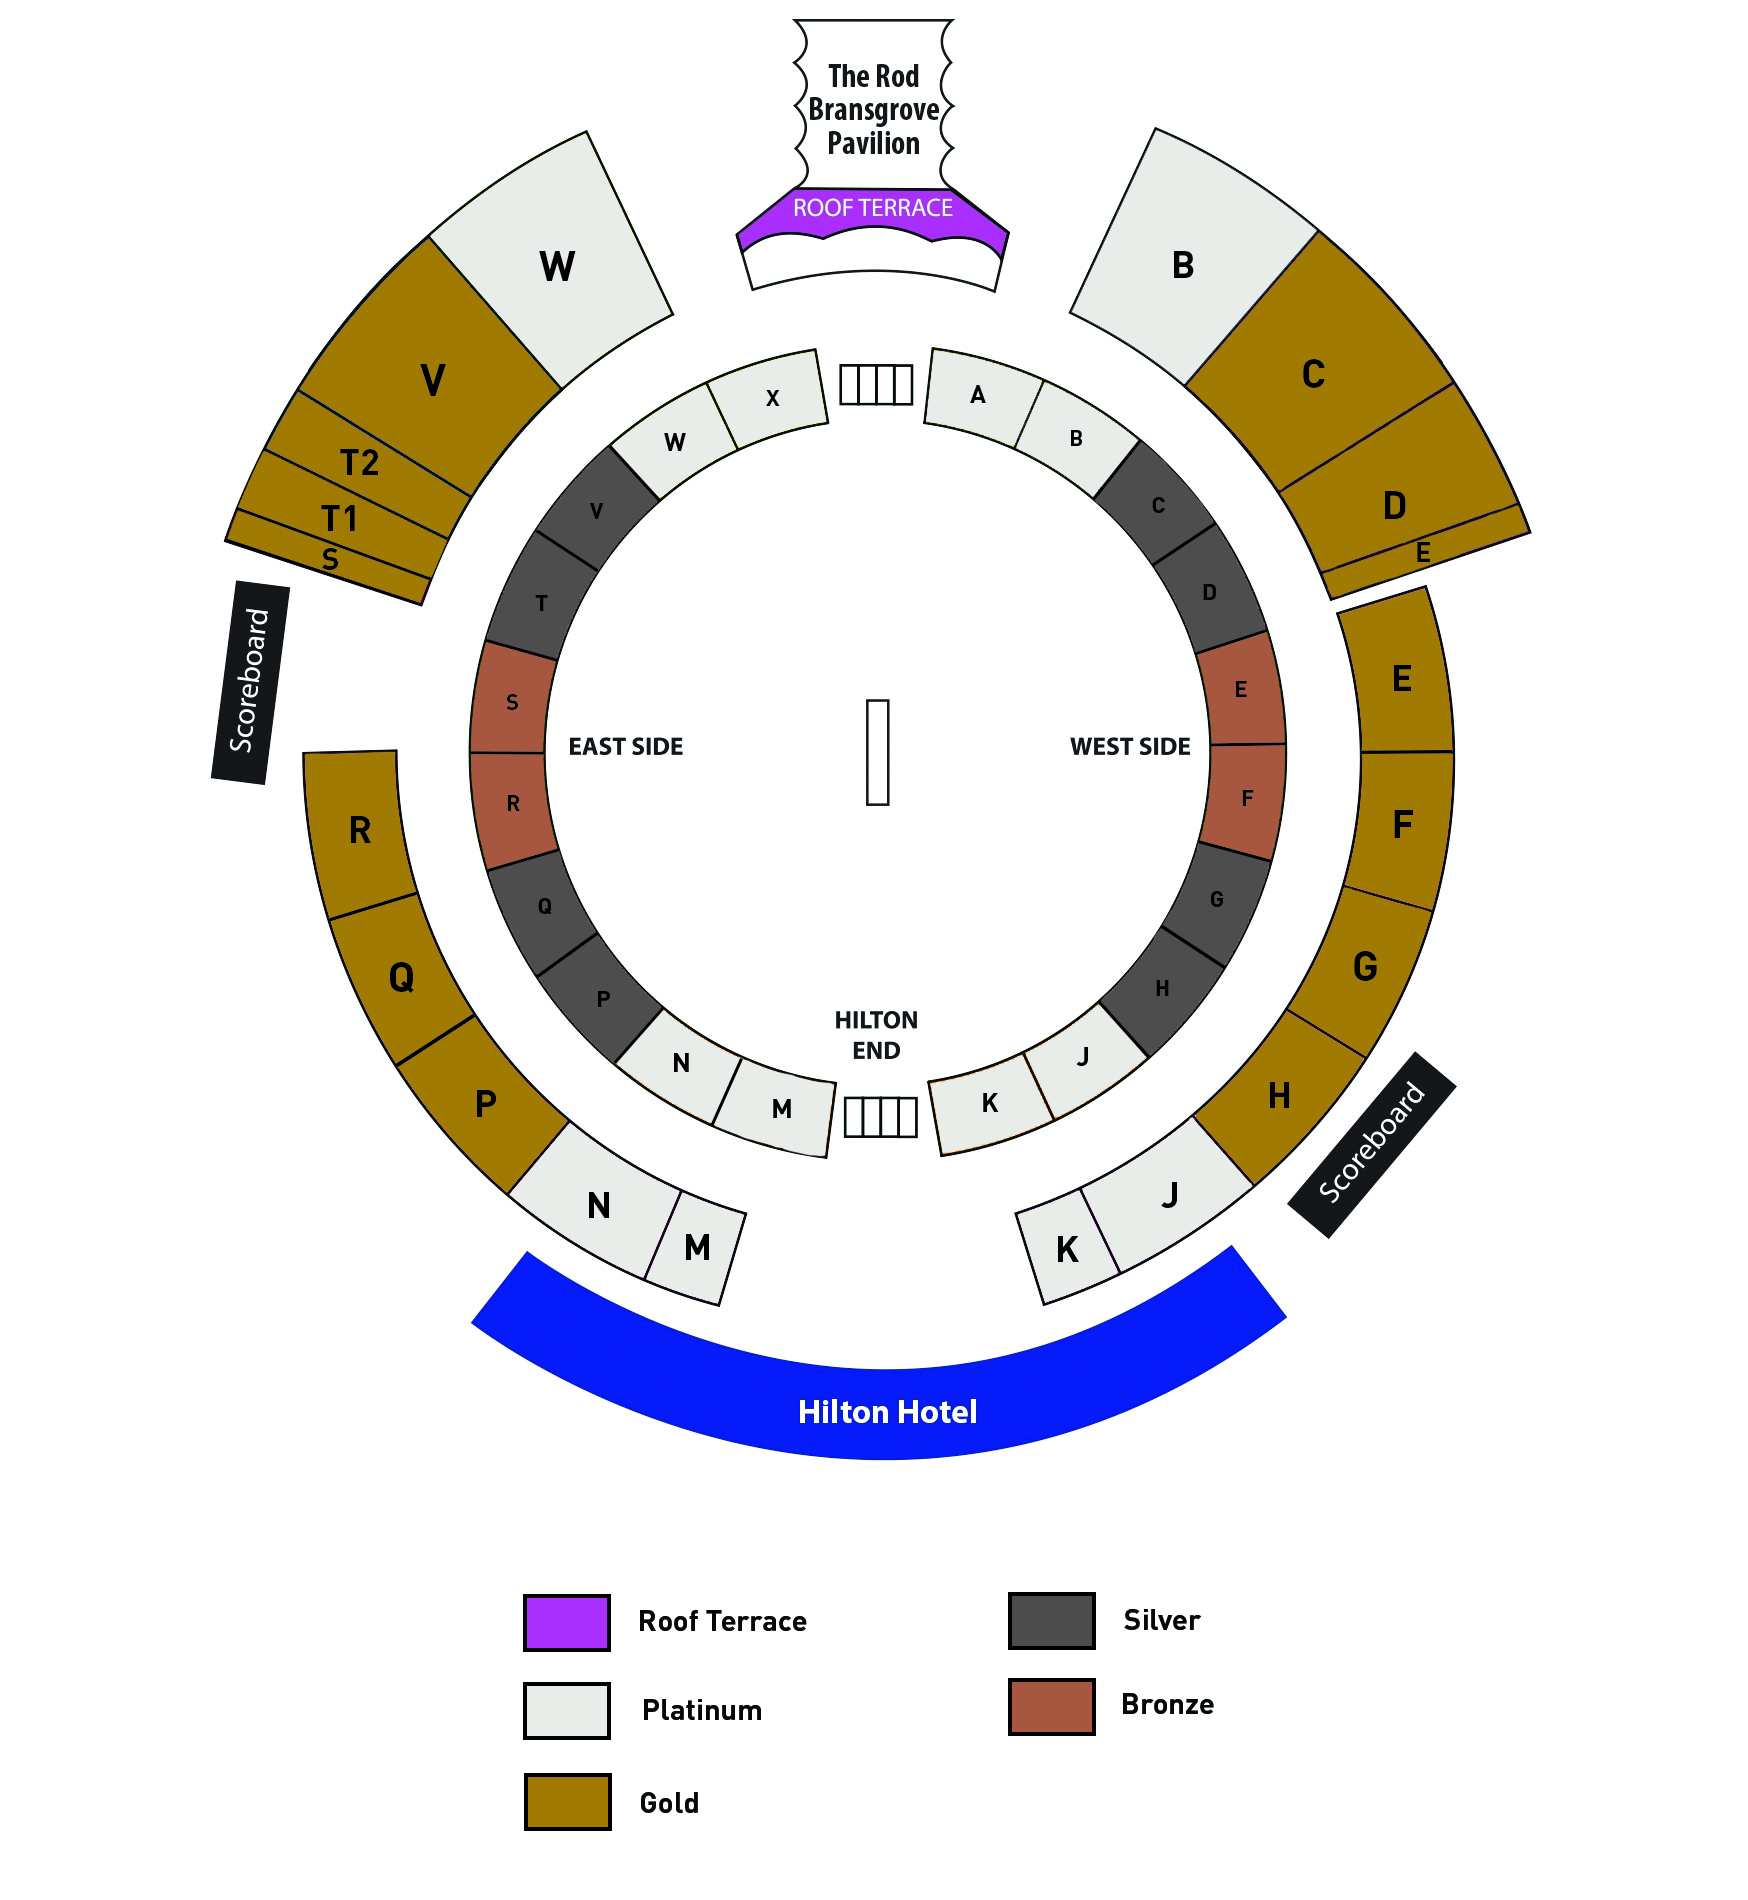 The Rod
Bransgrove
Pavilion
ROOF TERRACE
W
B
V
C
T2
T1
S
D
E
X
A
W
B
V
C
T
D
S
E
R
F
Q
G
P
H
N
J
M
K
Scoreboard
EAST SIDE
WEST SIDE
E
R
F
Q
G
P
H
N
J
M
K
HILTON
END
Scoreboard
Hilton Hotel
Roof Terrace
Silver
Platinum
Bronze
Gold